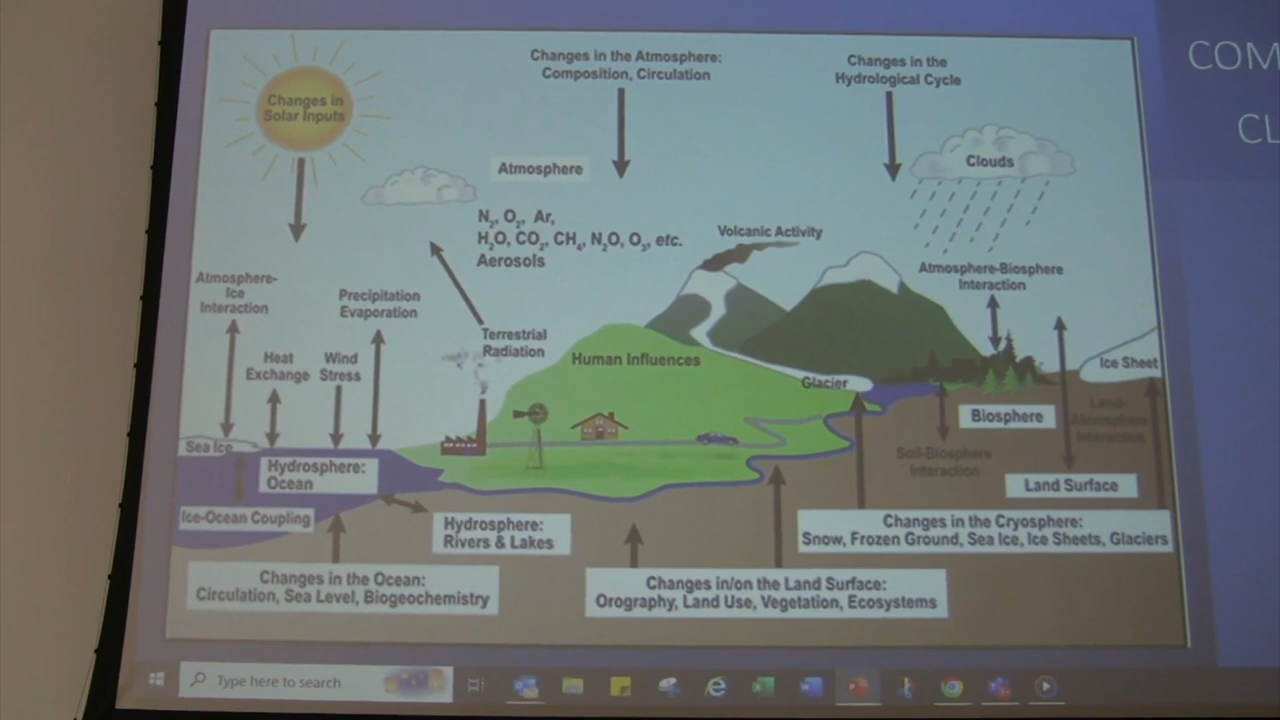 COM
CL
Changes in
Solar Inputs
Changes in the Atmosphere:
Composition, Circulation
Changes in the
Hydrological Cycle
Clouds
Atmosphere
N₂, O₂, Ar,
H₂O, CO₂, CH₄, N₂O, O₃, etc.
Aerosols
Volcanic Activity
Atmosphere-Biosphere
Interaction
Atmosphere-
Ice
Interaction
Precipitation
Evaporation
Terrestrial
Radiation
Heat
Exchange
Wind
Stress
Human Influences
Glacier
Ice Sheet
Land-
Atmosphere
Interaction
Biosphere
Soil-Biosphere
Interaction
Land Surface
Sea Ice
Hydrosphere:
Ocean
Ice-Ocean Coupling
Hydrosphere:
Rivers & Lakes
Changes in the Cryosphere:
Snow, Frozen Ground, Sea Ice, Ice Sheets, Glaciers
Changes in the Ocean:
Circulation, Sea Level, Biogeochemistry
Changes in/on the Land Surface:
Orography, Land Use, Vegetation, Ecosystems
Type here to search